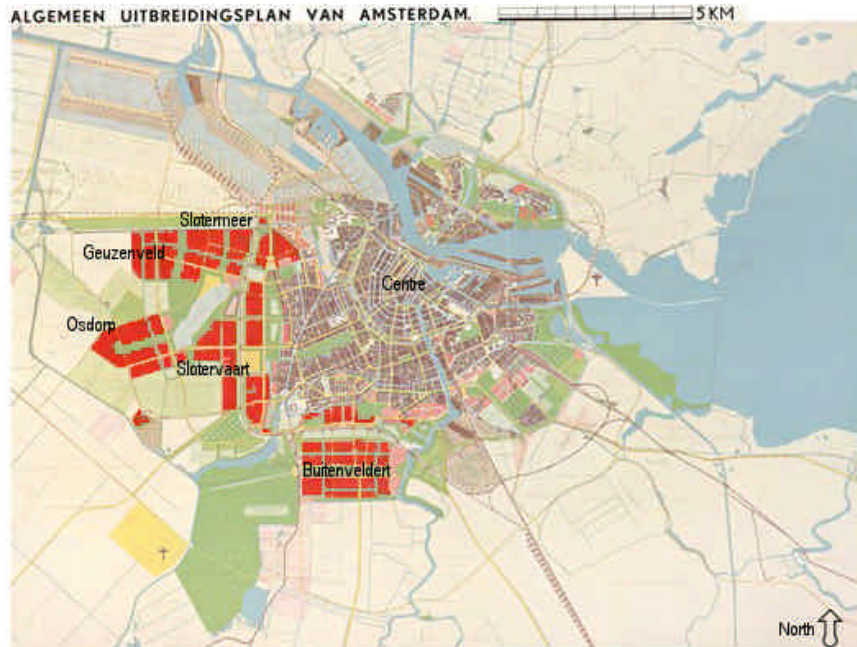 ALGEMEEN UITBREIDINGSPLAN VAN AMSTERDAM. 5 KM
Slotermeer
Geuzenveld
Centre
Osdorp
Slotervaart
Buitenveldert
North